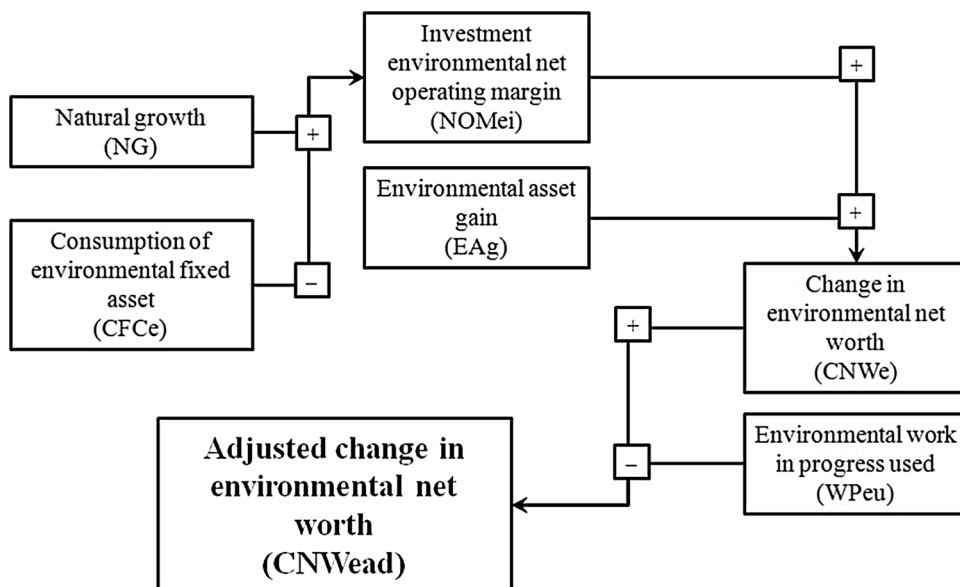 Investment
environmental net
operating margin
(NOMei)
+
Natural growth
(NG)
+
Environmental asset
gain
(EAg)
+
Consumption of
environmental fixed
asset
(CFCe)
−
Change in
environmental net
worth
(CNWe)
+
Environmental work
in progress used
(WPeu)
−
Adjusted change in
environmental net
worth
(CNWead)